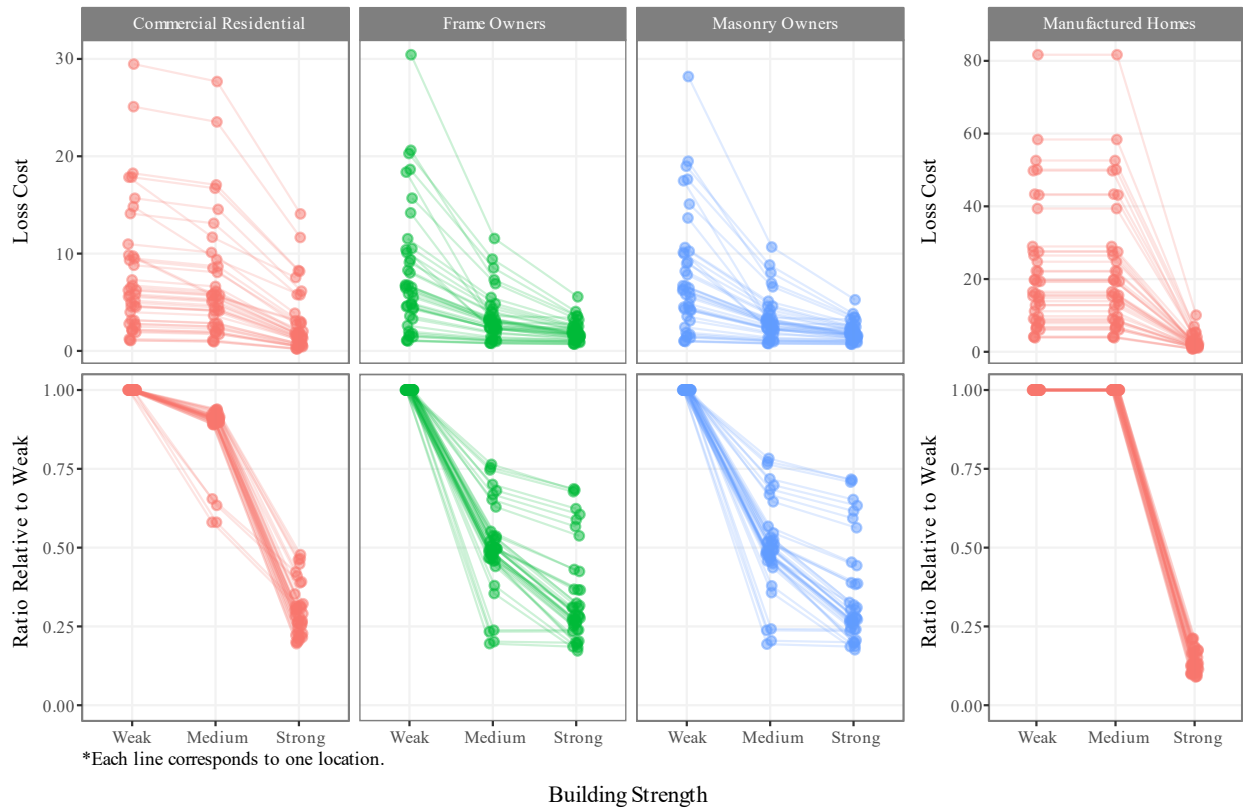 Commercial Residential
Frame Owners
Masonry Owners
Manufactured Homes
Loss Cost
30
20
10
0
Loss Cost
80
60
40
20
0
Ratio Relative to Weak
1.00
0.75
0.50
0.25
0.00
Ratio Relative to Weak
1.00
0.75
0.50
0.25
0.00
Weak Medium Strong
Weak Medium Strong
Weak Medium Strong
Weak Medium Strong
*Each line corresponds to one location.
Building Strength